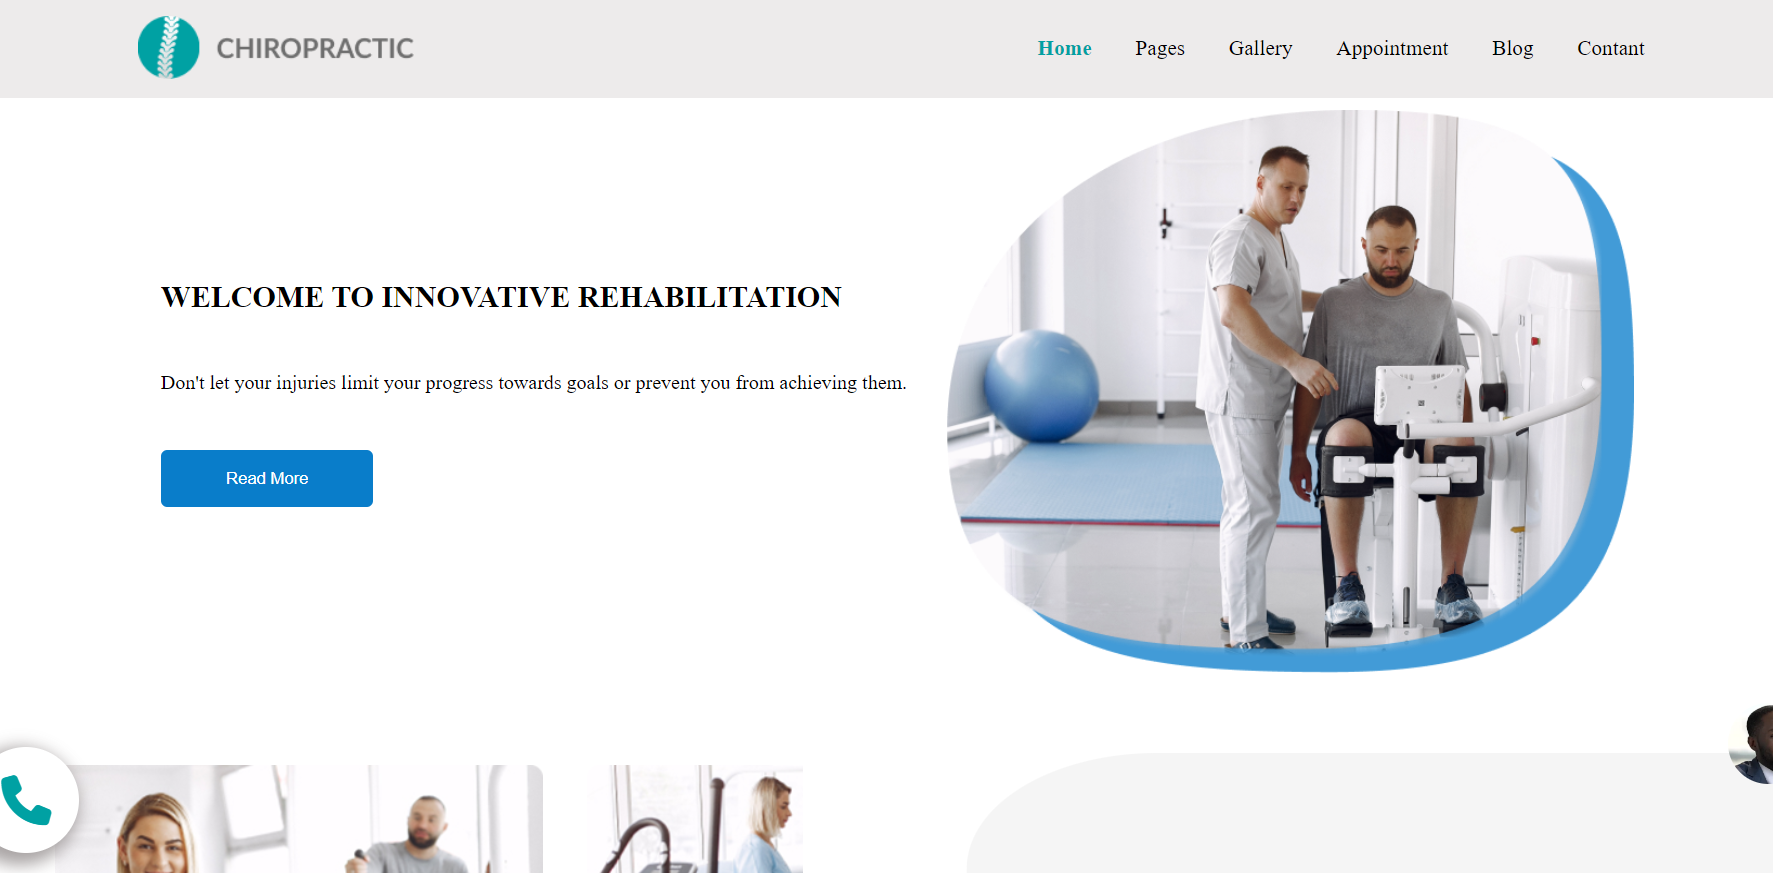 CHIROPRACTIC
Home Pages Gallery Appointment Blog Contant
WELCOME TO INNOVATIVE REHABILITATION
Don't let your injuries limit your progress towards goals or prevent you from achieving them.
Read More